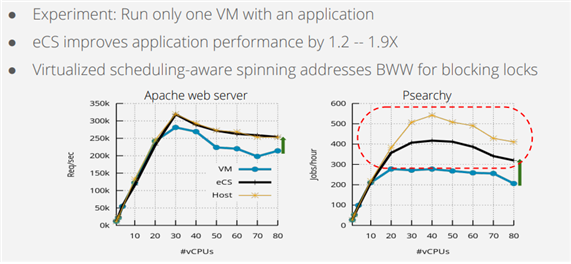 ● Experiment: Run only one VM with an application
● eCS improves application performance by 1.2 -- 1.9X
● Virtualized scheduling-aware spinning addresses BWW for blocking locks
Apache web server
350k
300k
250k
200k
150k
100k
50k
0k
Req/sec
VM
eCS
Host
0 10 20 30 40 50 60 70 80
#vCPUs
Psearchy
600
500
400
300
200
100
0
Jobs/hour
0 10 20 30 40 50 60 70 80
#vCPUs